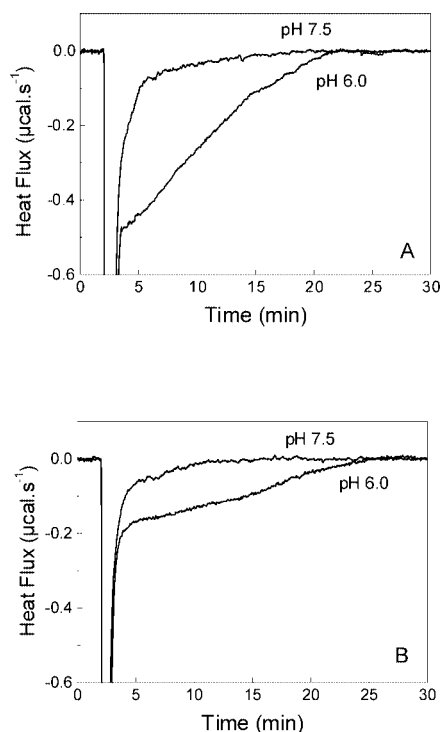 pH 7.5
0.0
pH 6.0
-0.2
Heat Flux (μcal.s⁻¹)
-0.4
A
-0.6
0 5 10 15 20 25 30
Time (min)
pH 7.5
0.0
pH 6.0
-0.2
Heat Flux (μcal.s⁻¹)
-0.4
B
-0.6
0 5 10 15 20 25 30
Time (min)